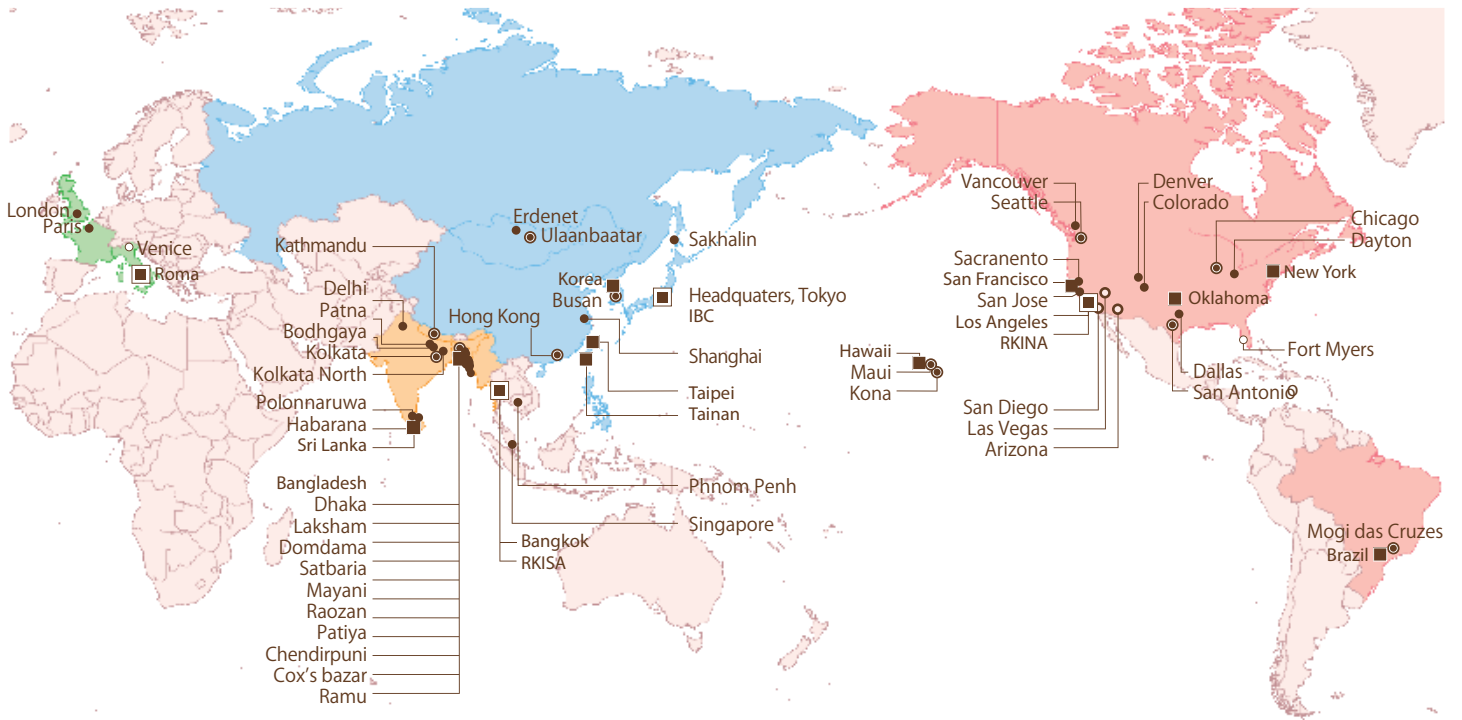 London
Paris
Venice
Roma
Kathmandu
Delhi
Patna
Bodhgaya
Kolkata
Kolkata North
Polonnaruwa
Habarana
Sri Lanka
Bangladesh
Dhaka
Laksham
Domdama
Satbaria
Mayani
Raozan
Patiya
Chendirpuni
Cox's bazar
Ramu
Erdenet
Ulaanbaatar
Sakhalin
Korea
Busan
Headquaters, Tokyo
IBC
Hong Kong
Shanghai
Taipei
Tainan
Phnom Penh
Singapore
Bangkok
RKISA
Vancouver
Seattle
Sacranento
San Francisco
San Jose
Los Angeles
RKINA
Hawaii
Maui
Kona
San Diego
Las Vegas
Arizona
Denver
Colorado
Chicago
Dayton
New York
Oklahoma
Fort Myers
Dallas
San Antonio
Mogi das Cruzes
Brazil